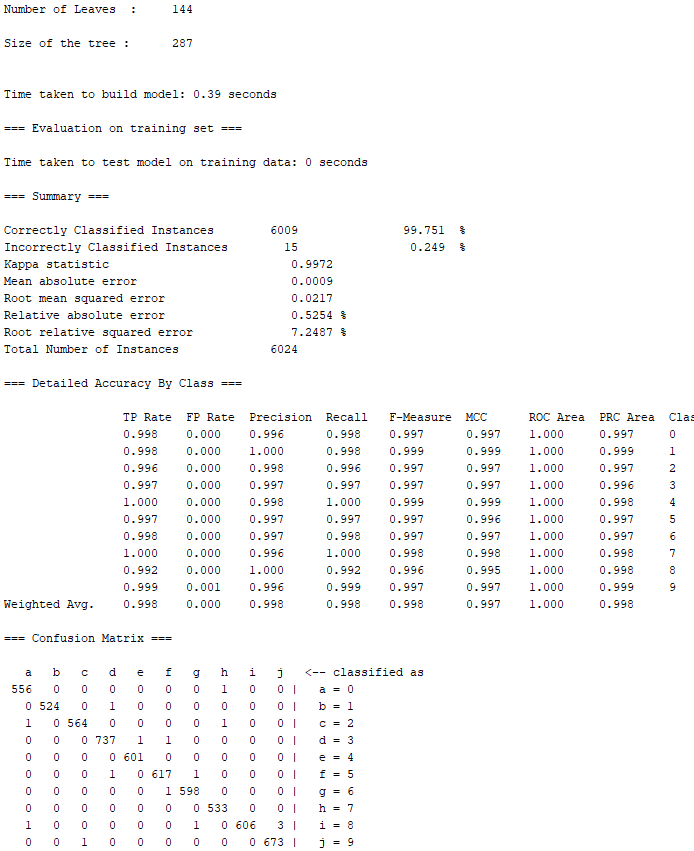 Number of Leaves  :     144
Size of the tree :      287
Time taken to build model: 0.39 seconds
=== Evaluation on training set ===
Time taken to test model on training data: 0 seconds
=== Summary ===
Correctly Classified Instances        6009               99.751  %
Incorrectly Classified Instances        15                0.249  %
Kappa statistic                          0.9972
Mean absolute error                      0.0009
Root mean squared error                  0.0217
Relative absolute error                  0.5254 %
Root relative squared error              7.2487 %
Total Number of Instances             6024
=== Detailed Accuracy By Class ===
                 TP Rate  FP Rate  Precision  Recall   F-Measure  MCC      ROC Area  PRC Area  Clas
                 0.998    0.000    0.996      0.998    0.997      0.997    1.000     0.997     0
                 0.998    0.000    1.000      0.998    0.999      0.999    1.000     0.999     1
                 0.996    0.000    0.998      0.996    0.997      0.997    1.000     0.997     2
                 0.997    0.000    0.997      0.997    0.997      0.997    1.000     0.996     3
                 1.000    0.000    0.998      1.000    0.999      0.999    1.000     0.998     4
                 0.997    0.000    0.997      0.997    0.997      0.996    1.000     0.997     5
                 0.998    0.000    0.997      0.998    0.997      0.997    1.000     0.997     6
                 1.000    0.000    0.996      1.000    0.998      0.998    1.000     0.998     7
                 0.992    0.000    1.000      0.992    0.996      0.995    1.000     0.998     8
                 0.999    0.001    0.996      0.999    0.997      0.997    1.000     0.999     9
Weighted Avg.    0.998    0.000    0.998      0.998    0.998      0.997    1.000     0.998
=== Confusion Matrix ===
   a   b   c   d   e   f   g   h   i   j   <-- classified as
 556   0   0   0   0   0   0   1   0   0 |   a = 0
   0 524   0   1   0   0   0   0   0   0 |   b = 1
   1   0 564   0   0   0   0   1   0   0 |   c = 2
   0   0   0 737   1   1   0   0   0   0 |   d = 3
   0   0   0   0 601   0   0   0   0   0 |   e = 4
   0   0   0   1   0 617   1   0   0   0 |   f = 5
   0   0   0   0   0   1 598   0   0   0 |   g = 6
   0   0   0   0   0   0   0 533   0   0 |   h = 7
   1   0   0   0   0   0   1   0 606   3 |   i = 8
   0   0   1   0   0   0   0   0   0 673 |   j = 9